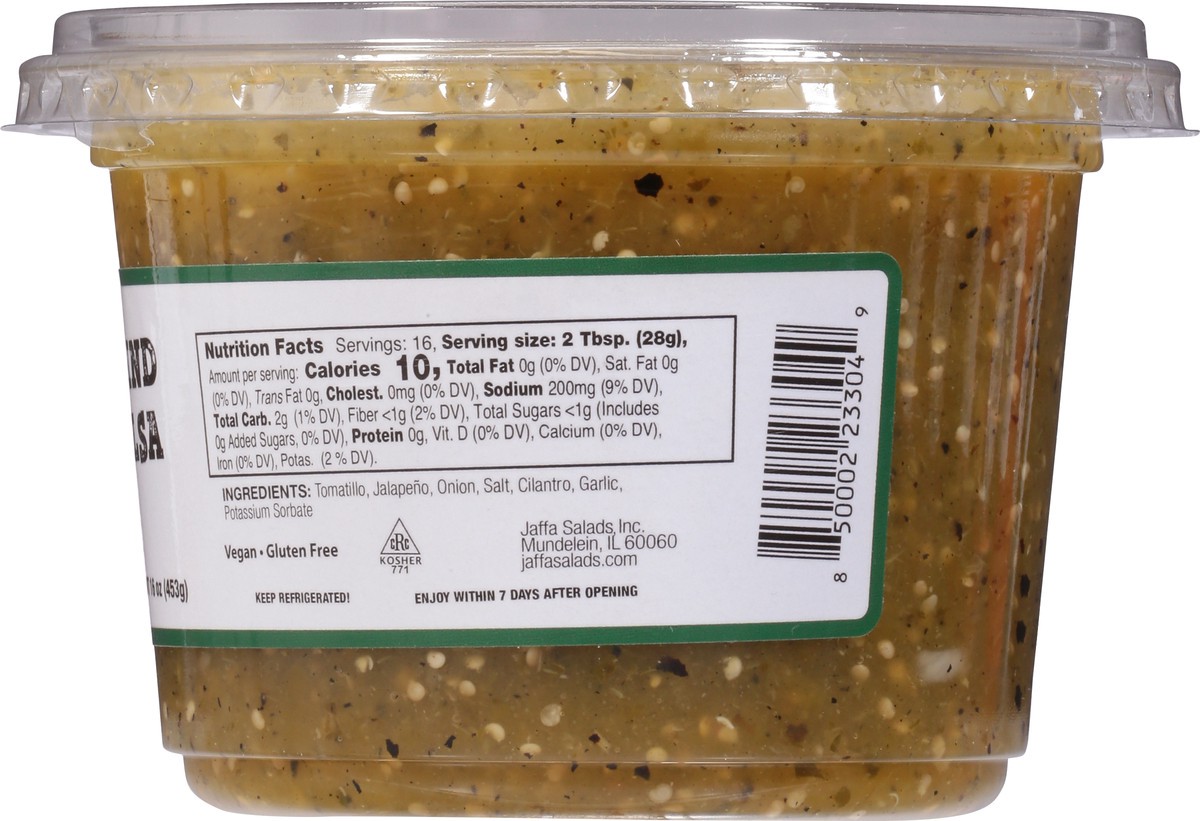 Nutrition Facts Servings: 16, Serving size: 2 Tbsp. (28g),
Amount per serving: Calories 10, Total Fat 0g (0% DV), Sat. Fat 0g
(0% DV), Trans Fat 0g, Cholest. 0mg (0% DV), Sodium 200mg (9% DV),
Total Carb. 2g (1% DV), Fiber <1g (2% DV), Total Sugars <1g (Includes
0g Added Sugars, 0% DV), Protein 0g, Vit. D (0% DV), Calcium (0% DV),
Iron (0% DV), Potas. (2 % DV).
INGREDIENTS: Tomatillo, Jalapeño, Onion, Salt, Cilantro, Garlic,
Potassium Sorbate
Vegan • Gluten Free
cRc
KOSHER
771
Jaffa Salads, Inc.
Mundelein, IL 60060
jaffasalads.com
16 oz (453g)
KEEP REFRIGERATED!
ENJOY WITHIN 7 DAYS AFTER OPENING
8 50002 23304 9